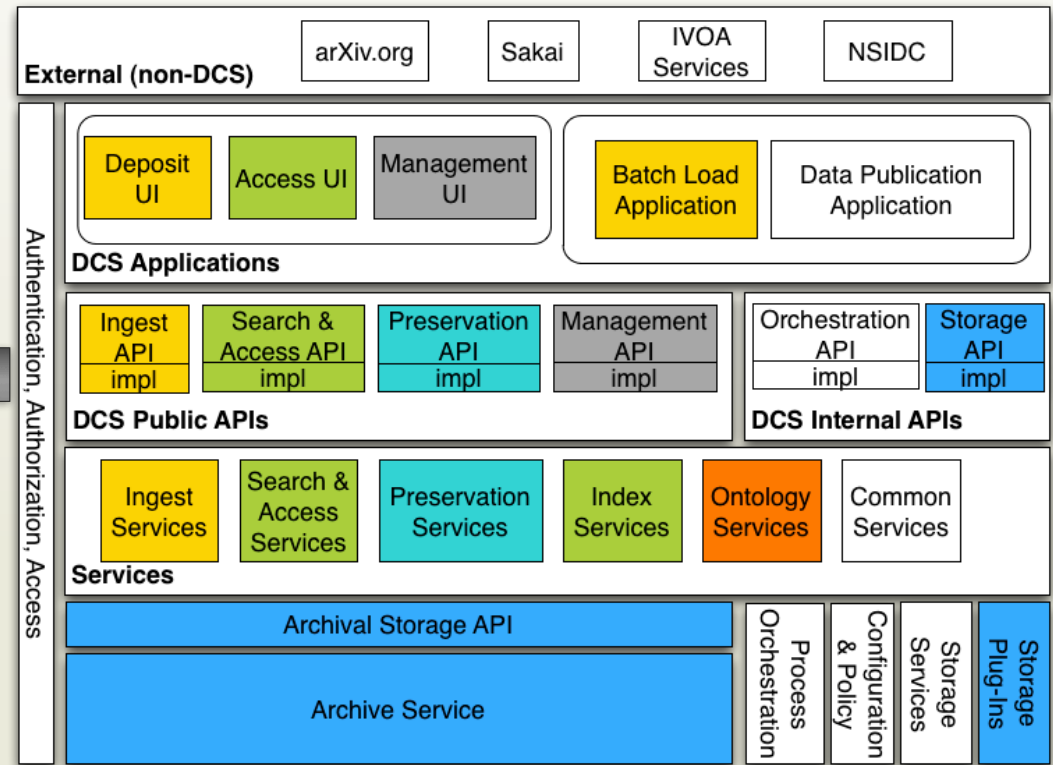 arXiv.org
Sakai
IVOA
Services
NSIDC
External (non-DCS)
Authentication, Authorization, Access
Deposit
UI
Access UI
Management
UI
Batch Load
Application
Data Publication
Application
DCS Applications
Ingest
API
impl
Search &
Access API
impl
Preservation
API
impl
Management
API
impl
DCS Public APIs
Orchestration
API
impl
Storage
API
impl
DCS Internal APIs
Ingest
Services
Search &
Access
Services
Preservation
Services
Index
Services
Ontology
Services
Common
Services
Services
Archival Storage API
Archive Service
Process
Orchestration
Configuration
& Policy
Storage
Services
Storage
Plug-Ins